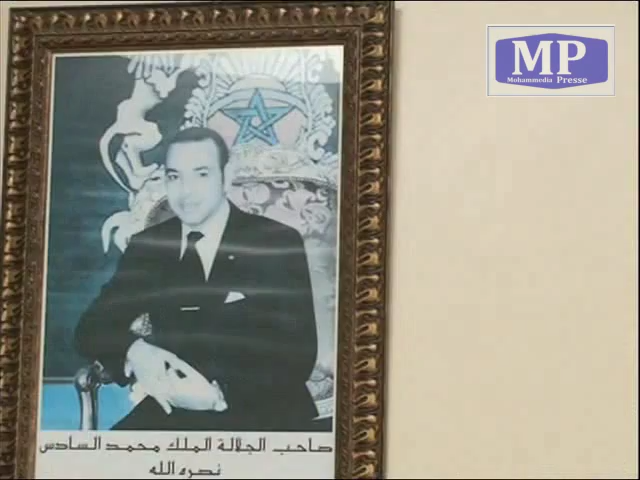 MP
Mohammedia Presse
صاحب الجلالة الملك محمد السادس
نصره الله